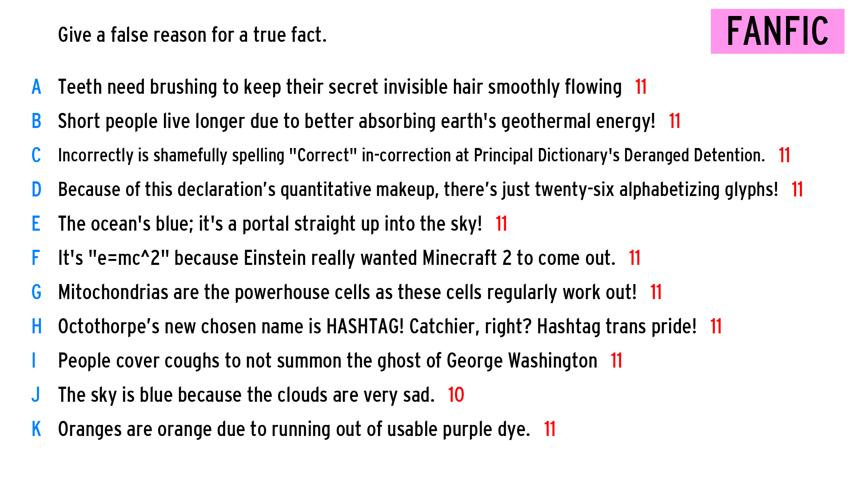 Give a false reason for a true fact.
FANFIC
A Teeth need brushing to keep their secret invisible hair smoothly flowing 11
B Short people live longer due to better absorbing earth's geothermal energy! 11
C Incorrectly is shamefully spelling "Correct" in-correction at Principal Dictionary's Deranged Detention. 11
D Because of this declaration’s quantitative makeup, there’s just twenty-six alphabetizing glyphs! 11
E The ocean's blue; it's a portal straight up into the sky! 11
F It's "e=mc^2" because Einstein really wanted Minecraft 2 to come out. 11
G Mitochondrias are the powerhouse cells as these cells regularly work out! 11
H Octothorpe’s new chosen name is HASHTAG! Catchier, right? Hashtag trans pride! 11
I People cover coughs to not summon the ghost of George Washington 11
J The sky is blue because the clouds are very sad. 10
K Oranges are orange due to running out of usable purple dye. 11